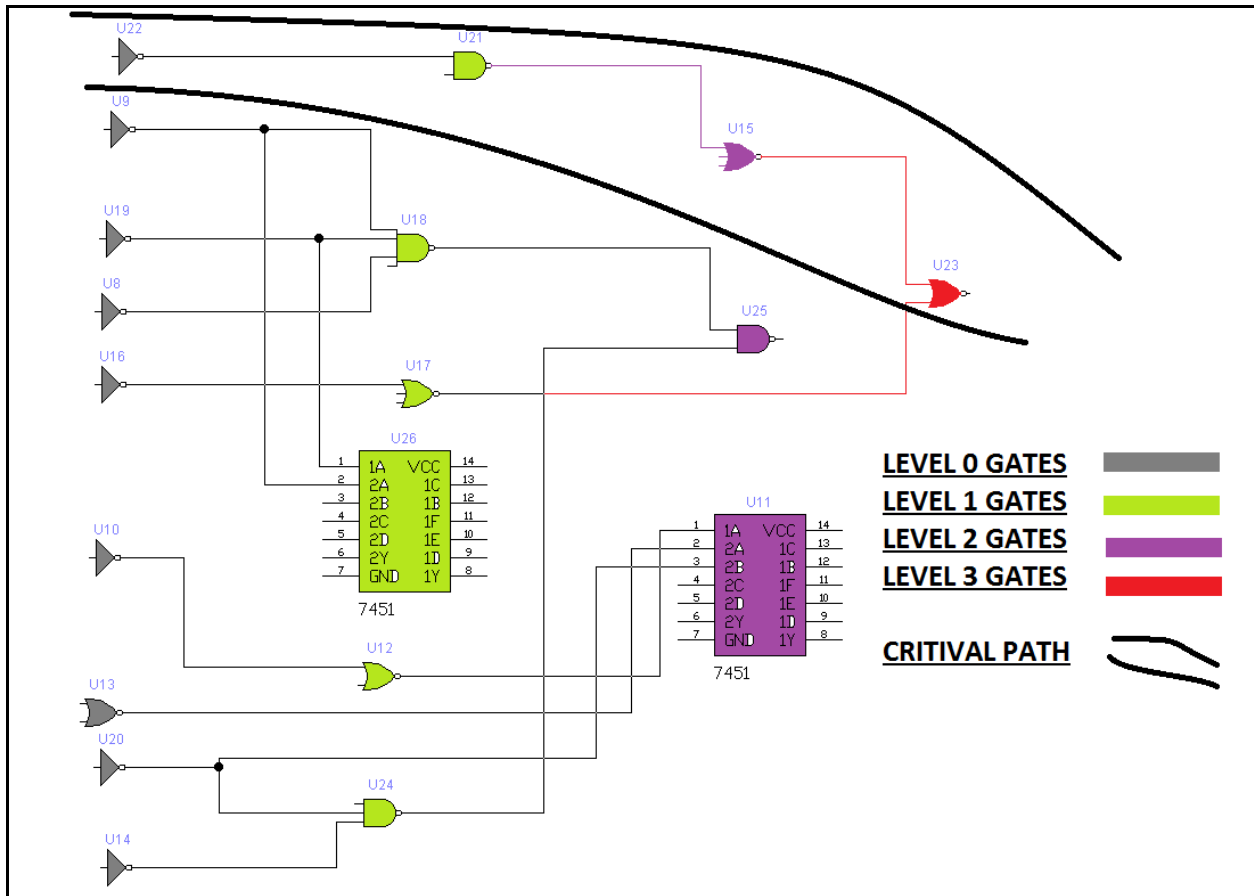 U22
U21
U9
U15
U19
U18
U8
U23
U25
U16
U17
U26
1 1A VCC 14
2 2A 1C 13
3 2B 1B 12
4 2C 1F 11
5 2D 1E 10
6 2Y 1D 9
7 GND 1Y 8
7451
LEVEL 0 GATES
LEVEL 1 GATES
LEVEL 2 GATES
LEVEL 3 GATES
CRITIVAL PATH
U10
U11
1 1A VCC 14
2 2A 1C 13
3 2B 1B 12
4 2C 1F 11
5 2D 1E 10
6 2Y 1D 9
7 GND 1Y 8
7451
U12
U13
U20
U24
U14